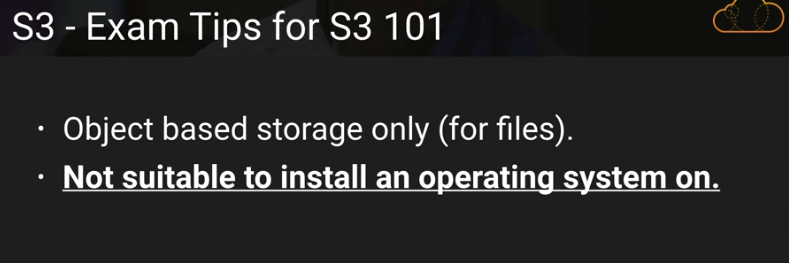 S3 - Exam Tips for S3 101
· Object based storage only (for files).
· Not suitable to install an operating system on.